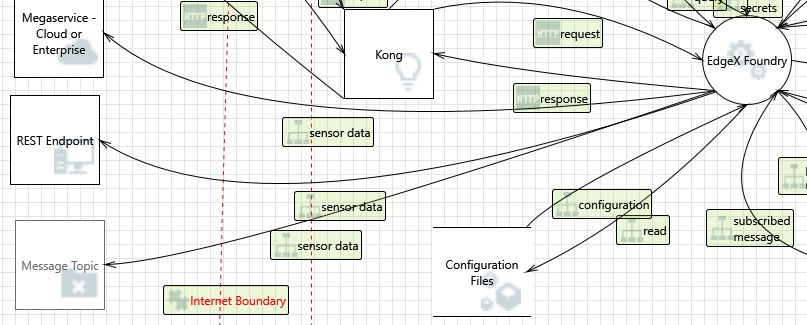 Megaservice -
Cloud or
Enterprise
HTTP response
HTTP request
secrets
Kong
EdgeX Foundry
HTTP response
REST Endpoint
sensor data
sensor data
configuration
read
subscribed
message
sensor data
Message Topic
Configuration
Files
Internet Boundary